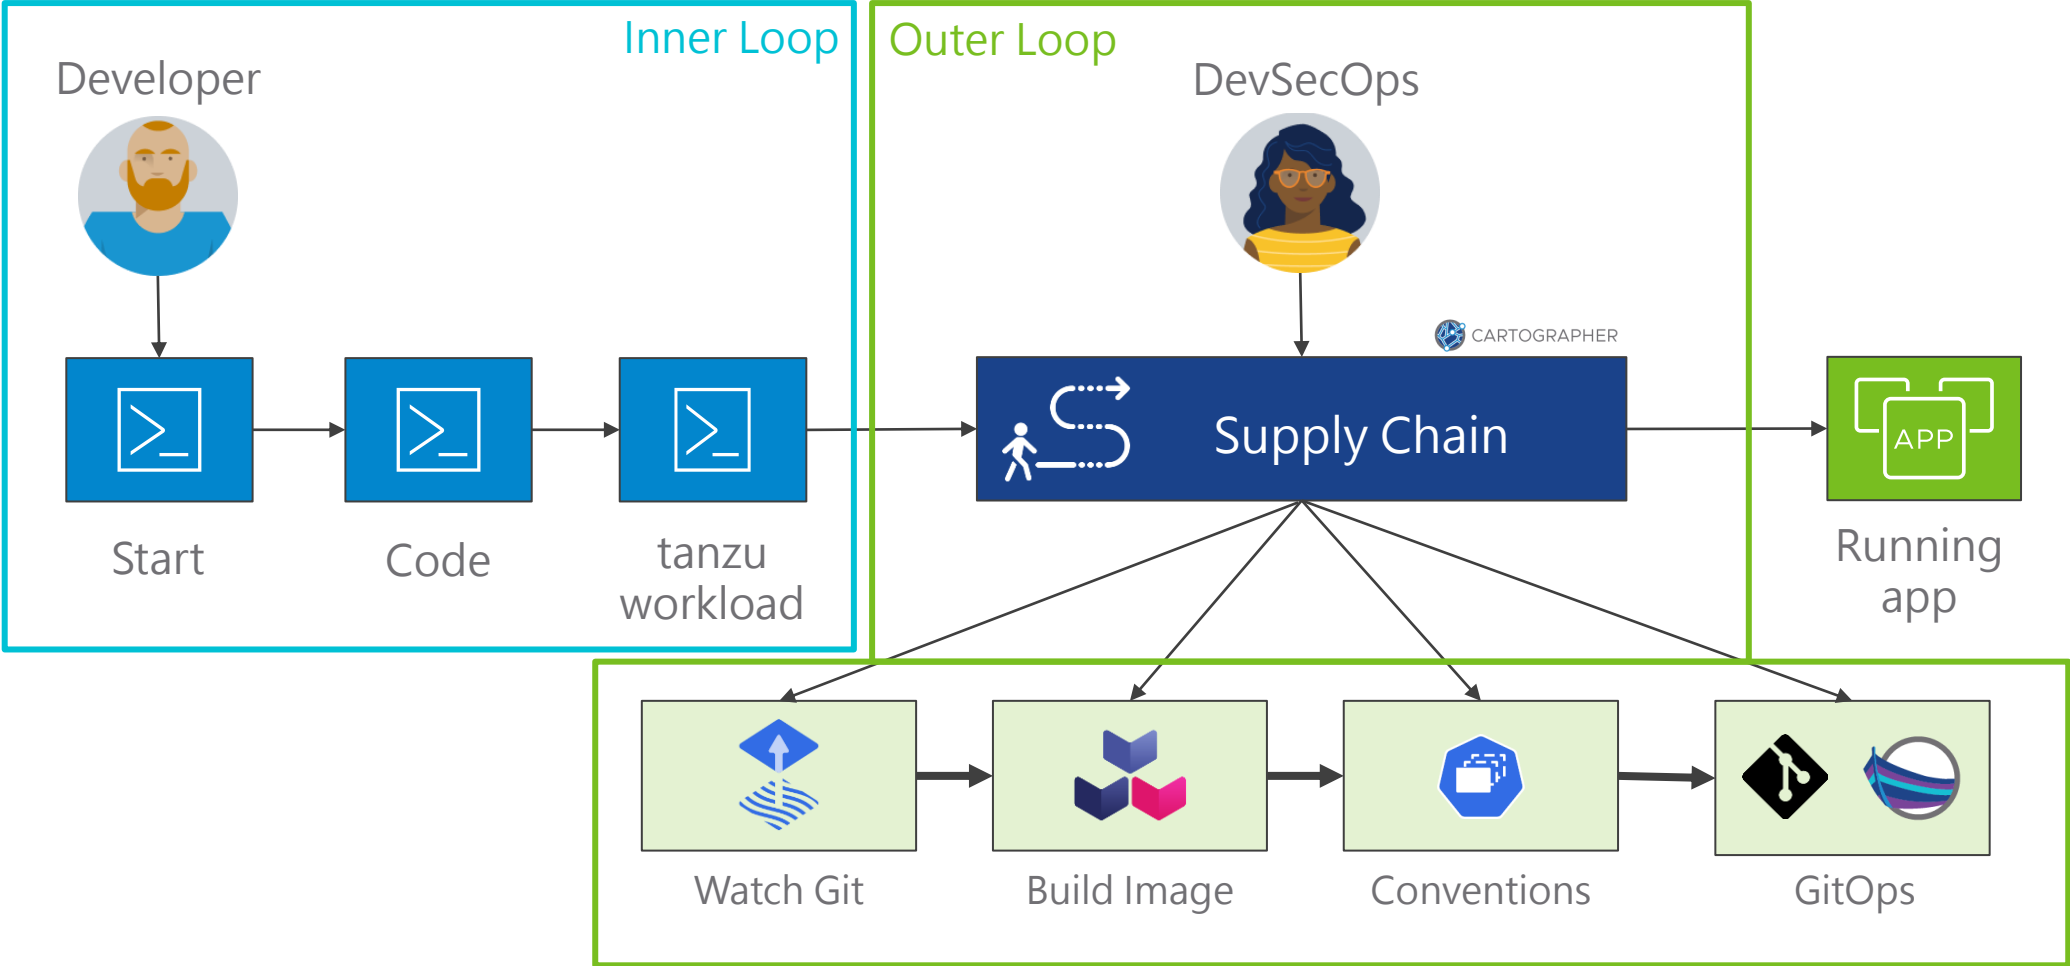 Inner Loop
Outer Loop
Developer
DevSecOps
CARTOGRAPHER
Supply Chain
APP
Start
Code
tanzu
workload
Running
app
Watch Git
Build Image
Conventions
GitOps